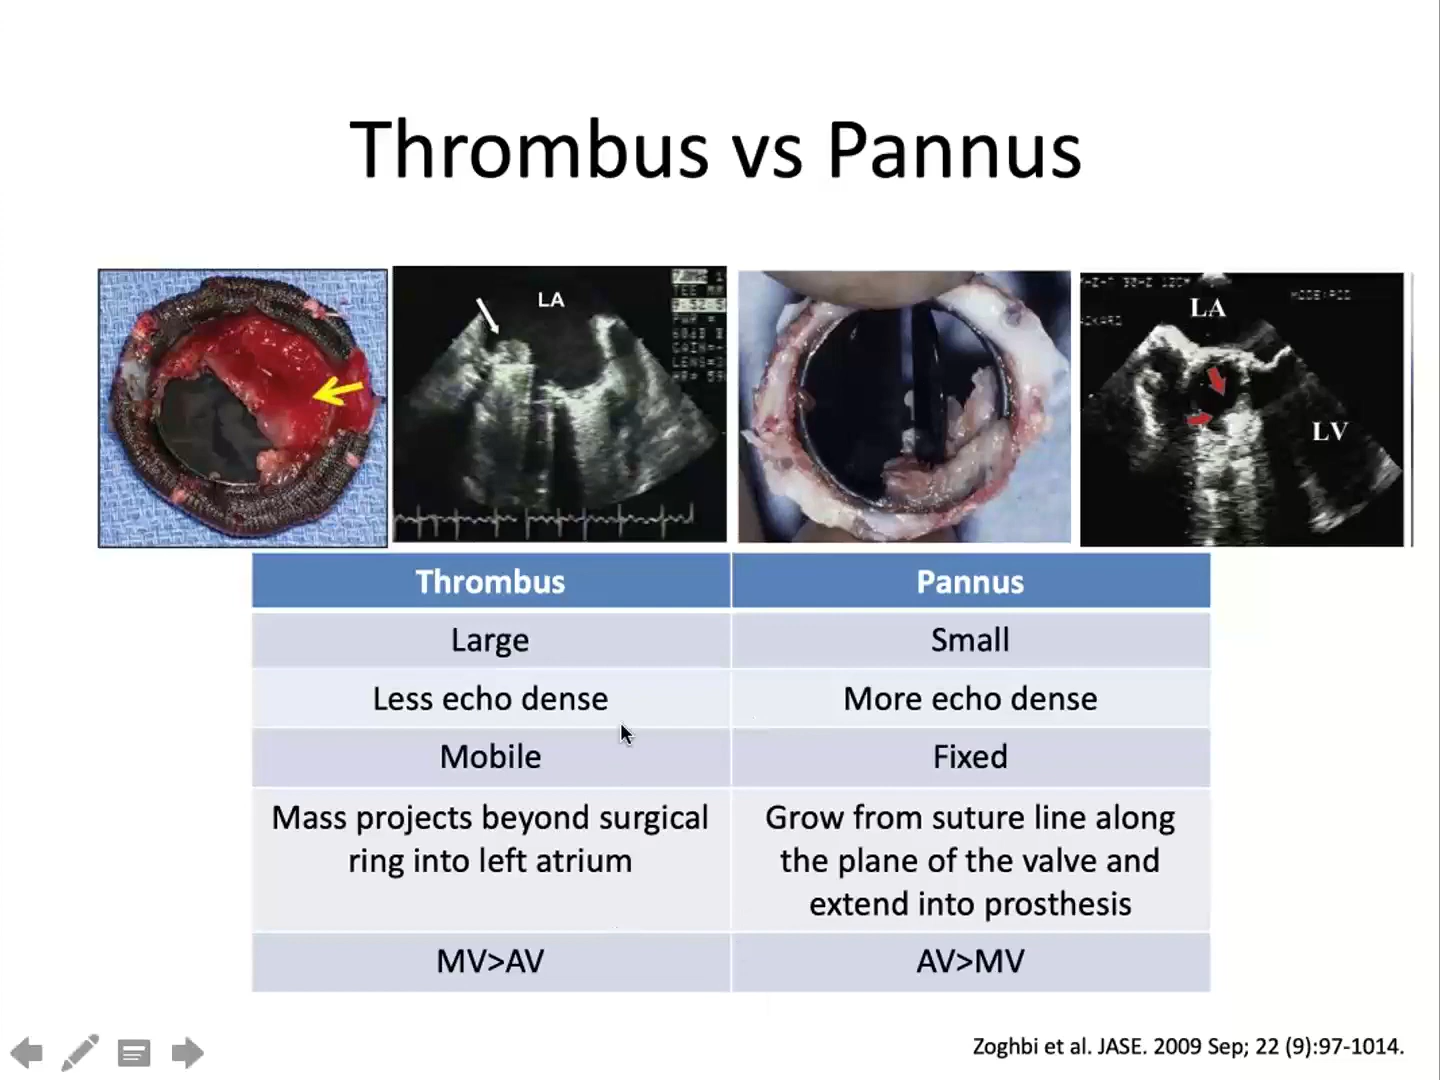 Thrombus vs Pannus
LA
LA
LV
Thrombus
Pannus
Large
Small
Less echo dense
More echo dense
Mobile
Fixed
Mass projects beyond surgical
ring into left atrium
Grow from suture line along
the plane of the valve and
extend into prosthesis
MV>AV
AV>MV
Zoghbi et al. JASE. 2009 Sep; 22 (9):97-1014.